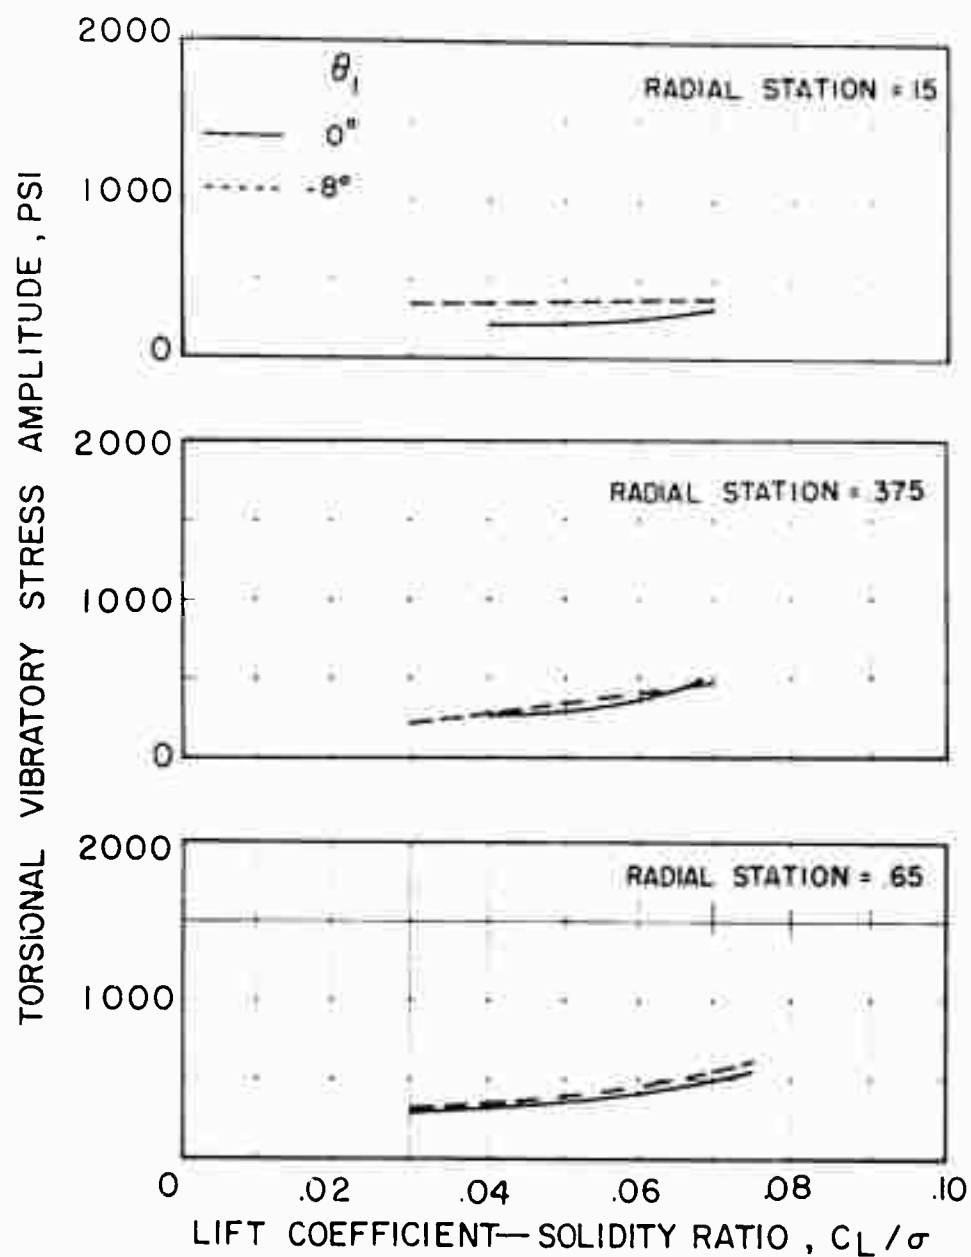 TORSIONAL VIBRATORY STRESS AMPLITUDE, PSI
2000
1000
0
θ₁
0°
-8°
RADIAL STATION = .15
2000
1000
0
RADIAL STATION = .375
2000
1000
RADIAL STATION = .65
0 .02 .04 .06 .08 .10
LIFT COEFFICIENT—SOLIDITY RATIO, C_L/σ